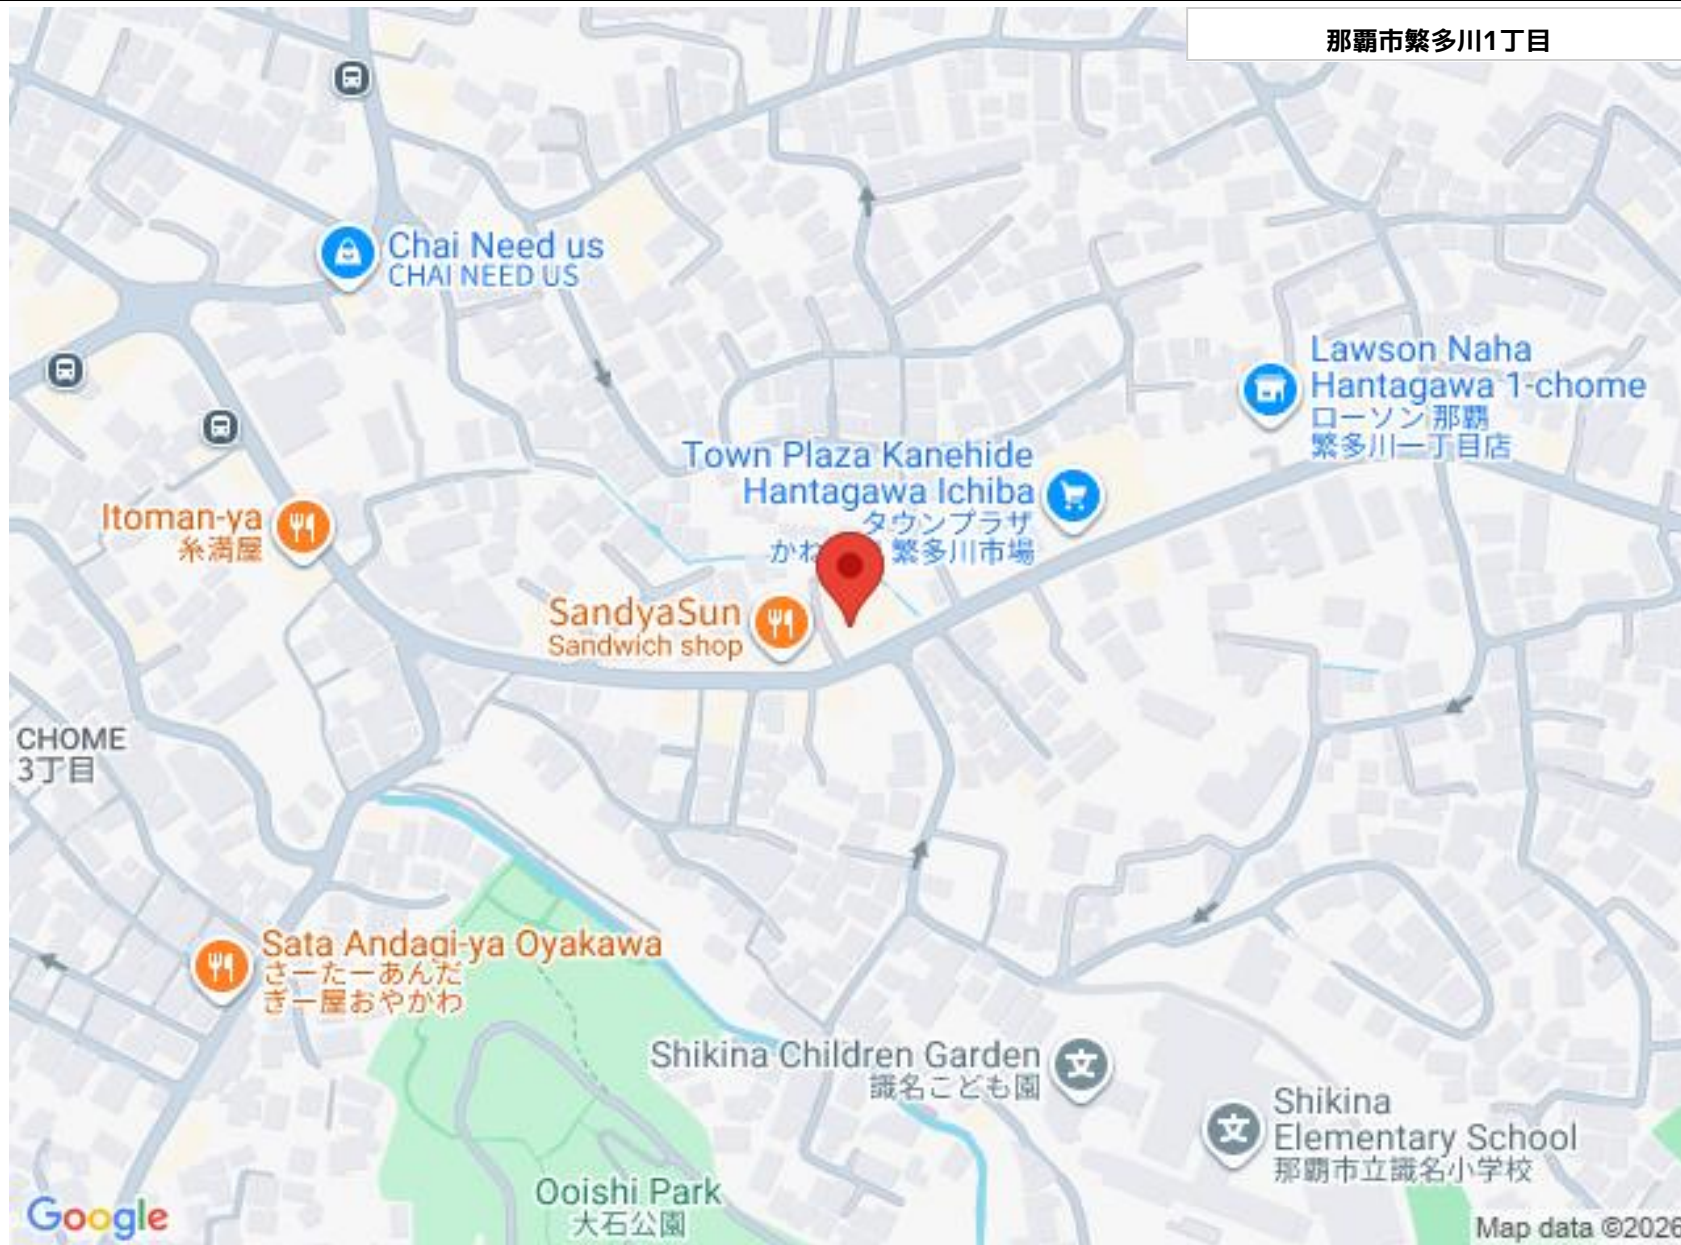 那覇市繁多川1丁目
Chai Need us
CHAI NEED US
Lawson Naha
Hantagawa 1-chome
ローソン 那覇
繁多川一丁目店
Town Plaza Kanehide
Hantagawa Ichiba
タウンプラザ
かね 繁多川市場
Itoman-ya
糸満屋
SandyaSun
Sandwich shop
CHOME
3丁目
Sata Andagi-ya Oyakawa
さーたーあんだ
ぎー屋おやかわ
Shikina Children Garden
識名こども園
Shikina
Elementary School
那覇市立識名小学校
Ooishi Park
大石公園
Google
Map data ©2026